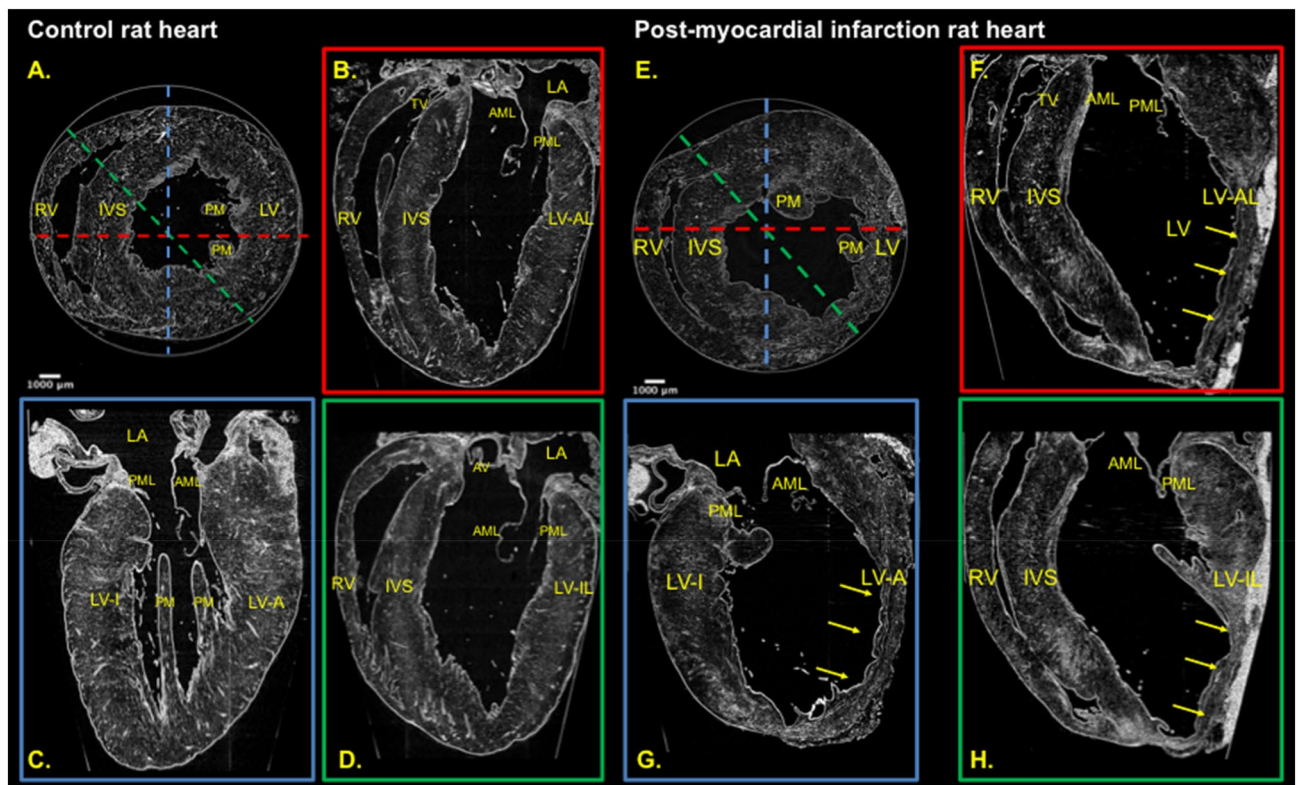 Control rat heart
Post-myocardial infarction rat heart
A.
RV
IVS
PM
PM
LV
1000 µm
B.
TV
AML
LA
PML
RV
IVS
LV-AL
E.
PM
RV
IVS
PM
LV
1000 µm
F.
TV
AML
PML
RV
IVS
LV-AL
LV
LA
PML
AML
LV-I
PM
PM
LV-A
C.
AV
LA
AML
PML
RV
IVS
LV-IL
D.
LA
AML
PML
LV-I
LV-A
G.
AML
PML
RV
IVS
LV-IL
H.